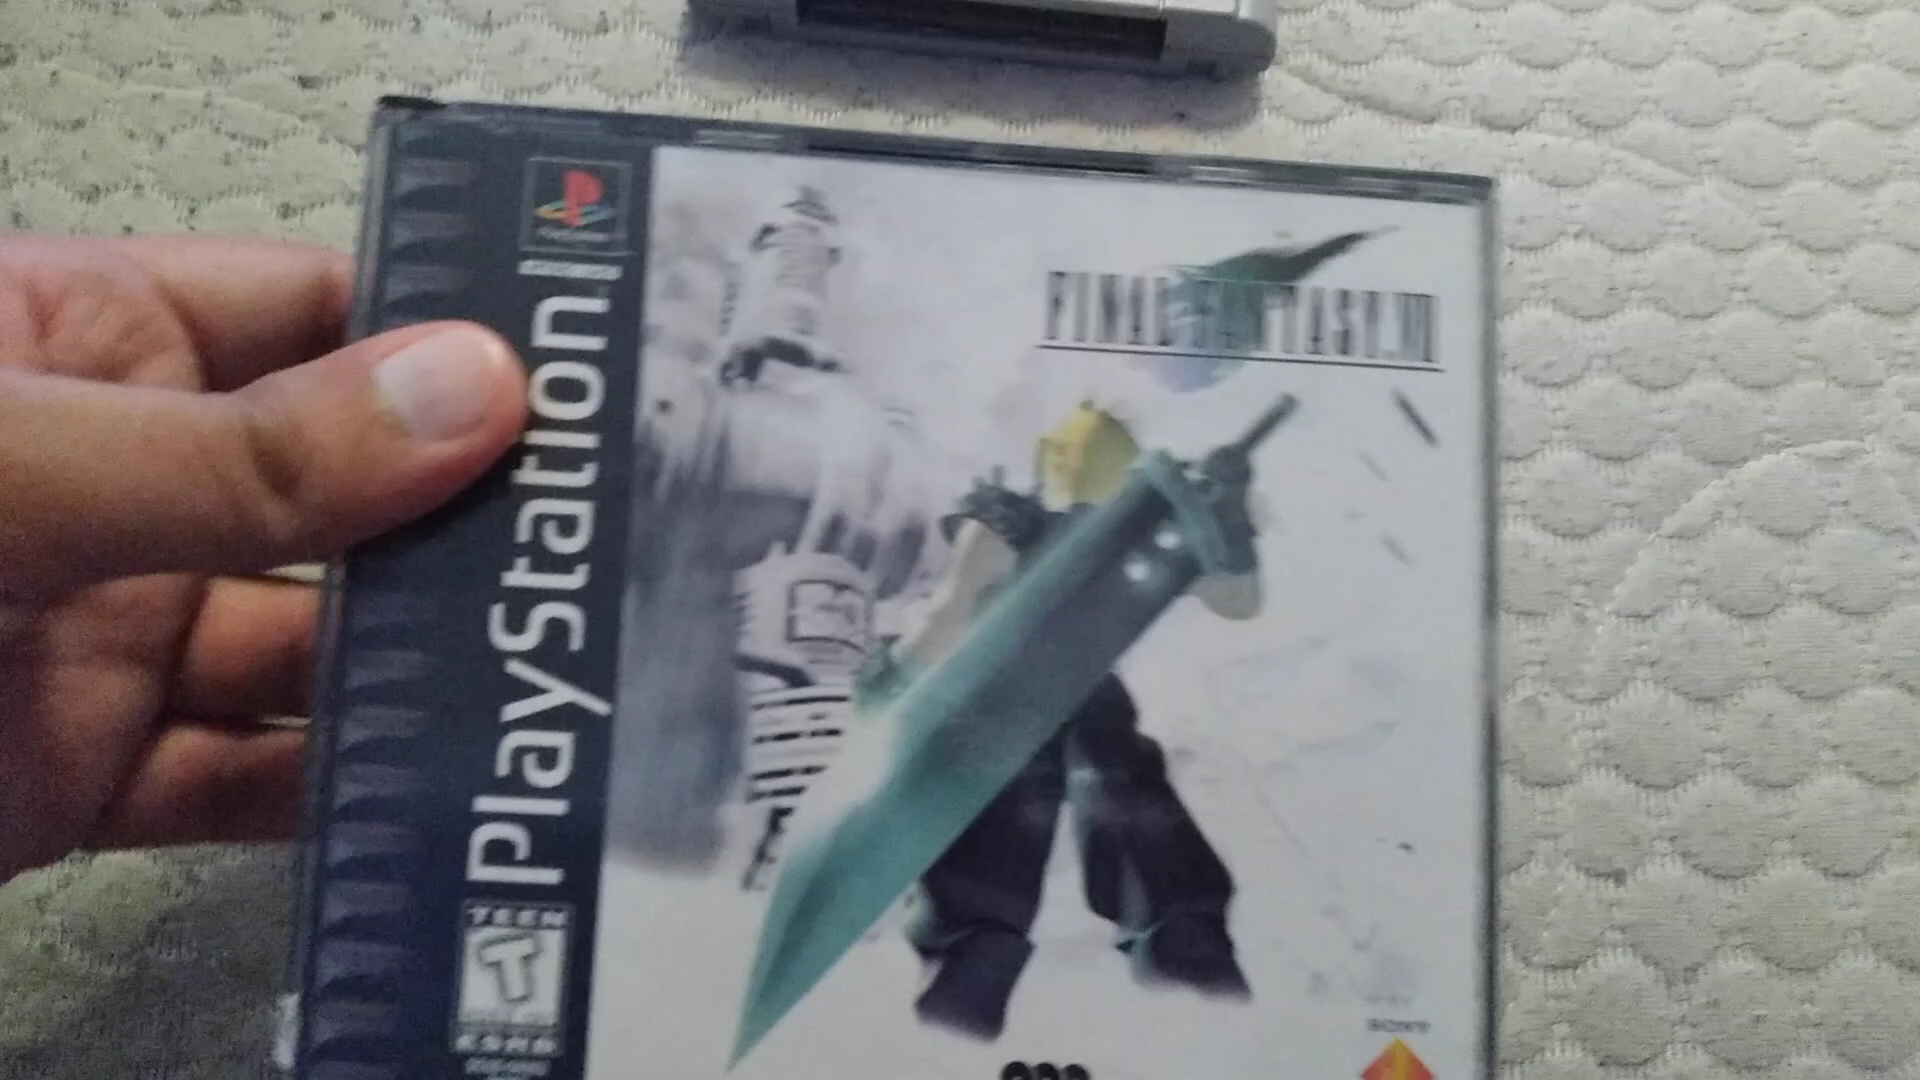 PlayStation
FINAL FANTASY VII
TEEN
T
ESRB
SONY